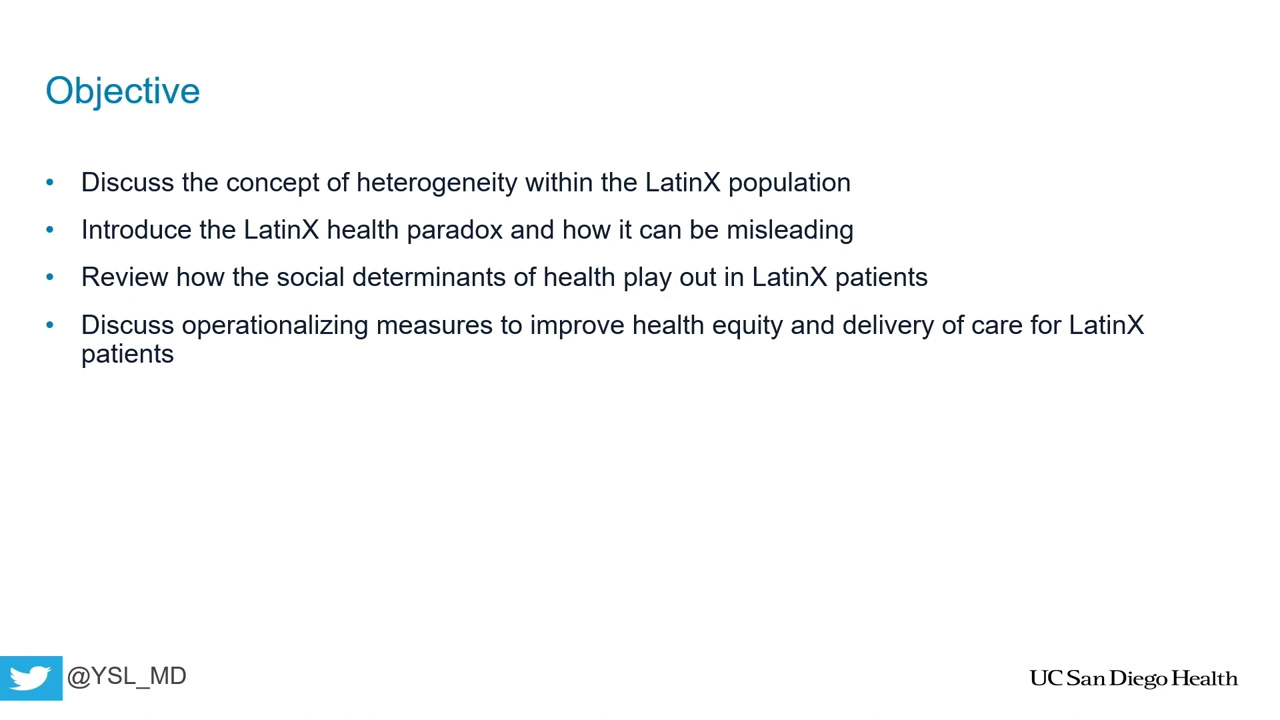 Objective
• Discuss the concept of heterogeneity within the LatinX population
• Introduce the LatinX health paradox and how it can be misleading
• Review how the social determinants of health play out in LatinX patients
• Discuss operationalizing measures to improve health equity and delivery of care for LatinX
patients
@YSL_MD
UC San Diego Health